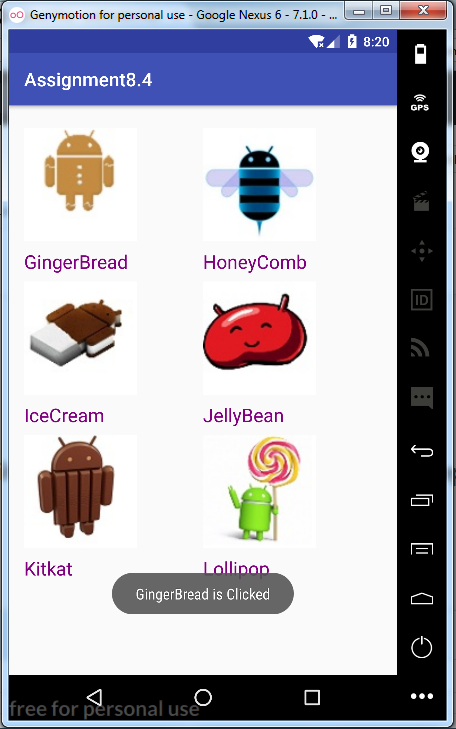 Genymotion for personal use - Google Nexus 6 - 7.1.0 - ...
8:20
Assignment8.4
GPS
GingerBread
HoneyComb
ID
IceCream
JellyBean
Kitkat
Lollipop
GingerBread is Clicked
free for personal use